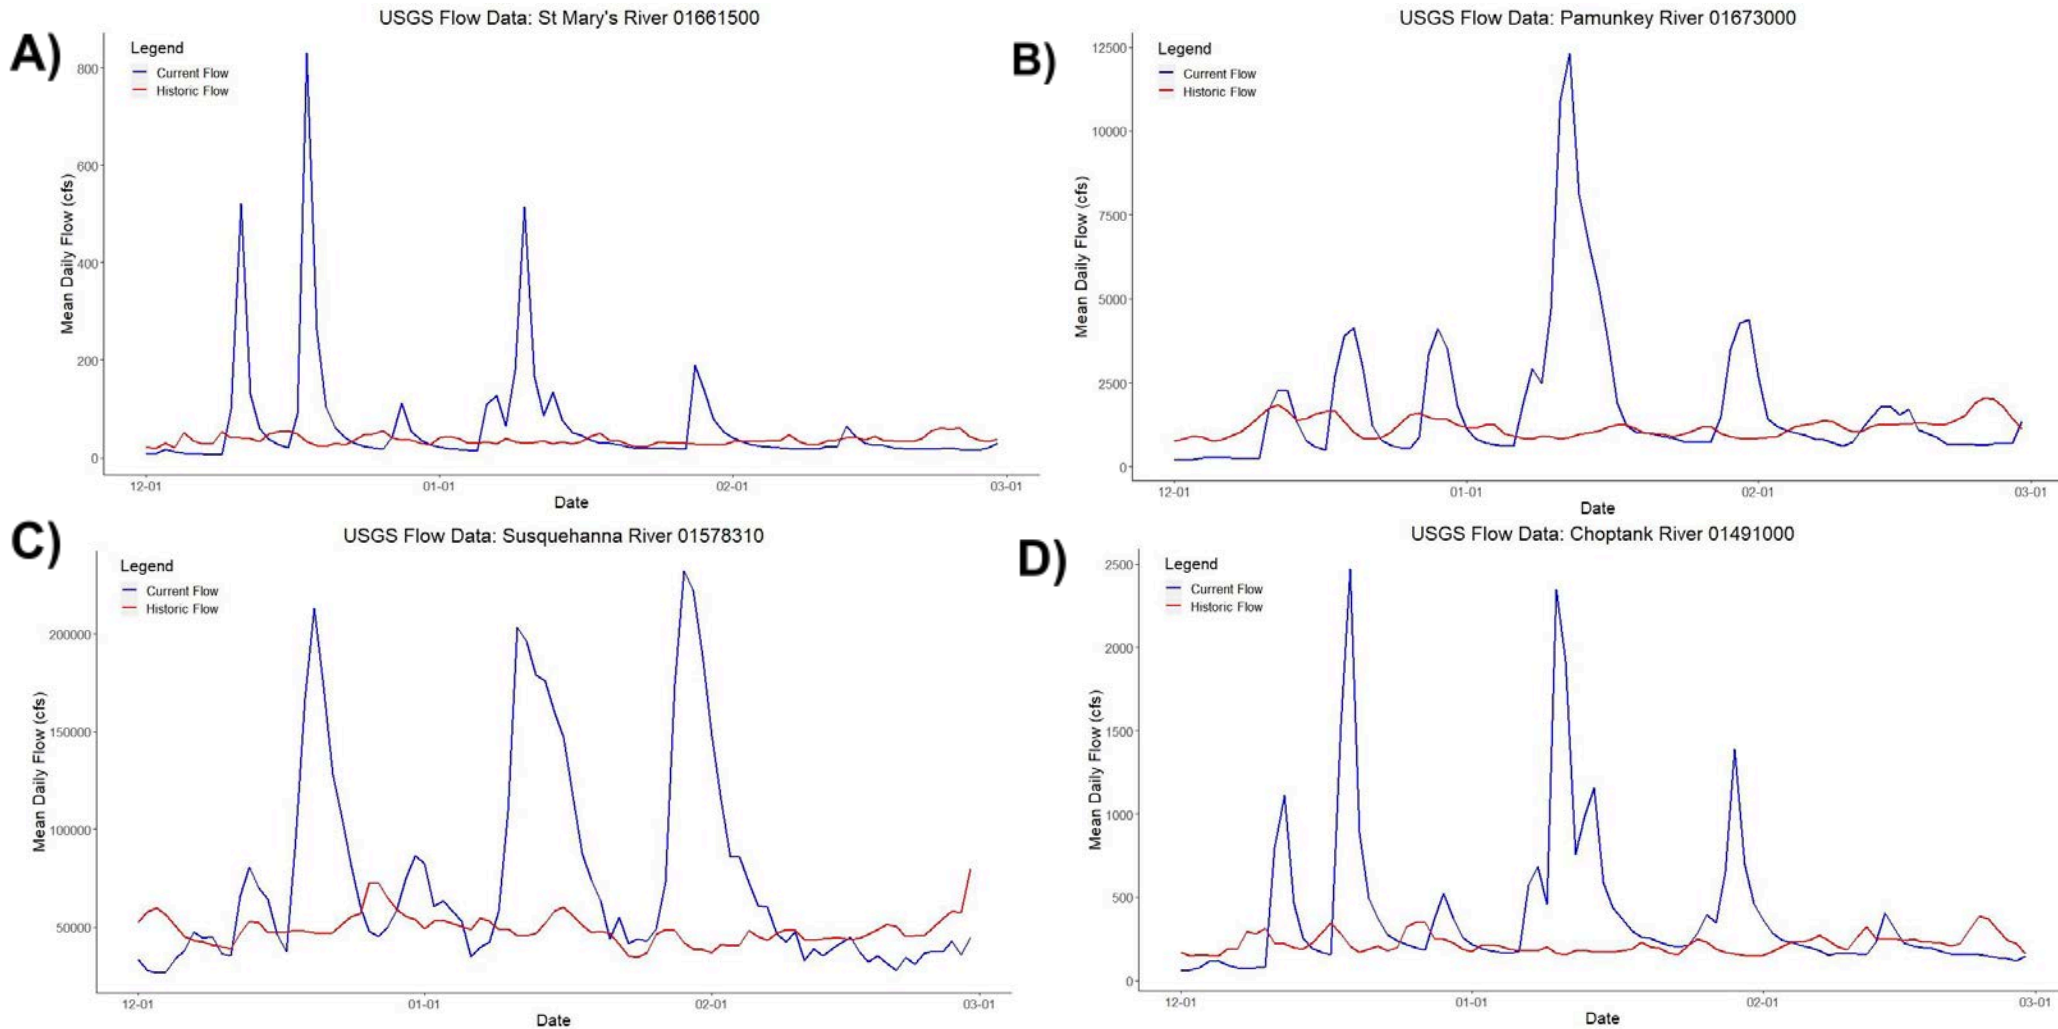 A)
USGS Flow Data: St Mary's River 01661500
Legend
Current Flow
Historic Flow
Mean Daily Flow (cfs)
800
600
400
200
0
12-01
01-01
02-01
03-01
Date
B)
USGS Flow Data: Pamunkey River 01673000
Legend
Current Flow
Historic Flow
Mean Daily Flow (cfs)
12500
10000
7500
5000
2500
0
12-01
01-01
02-01
03-01
Date
C)
USGS Flow Data: Susquehanna River 01578310
Legend
Current Flow
Historic Flow
Mean Daily Flow (cfs)
200000
150000
100000
50000
12-01
01-01
02-01
03-01
Date
D)
USGS Flow Data: Choptank River 01491000
Legend
Current Flow
Historic Flow
Mean Daily Flow (cfs)
2500
2000
1500
1000
500
0
12-01
01-01
02-01
03-01
Date